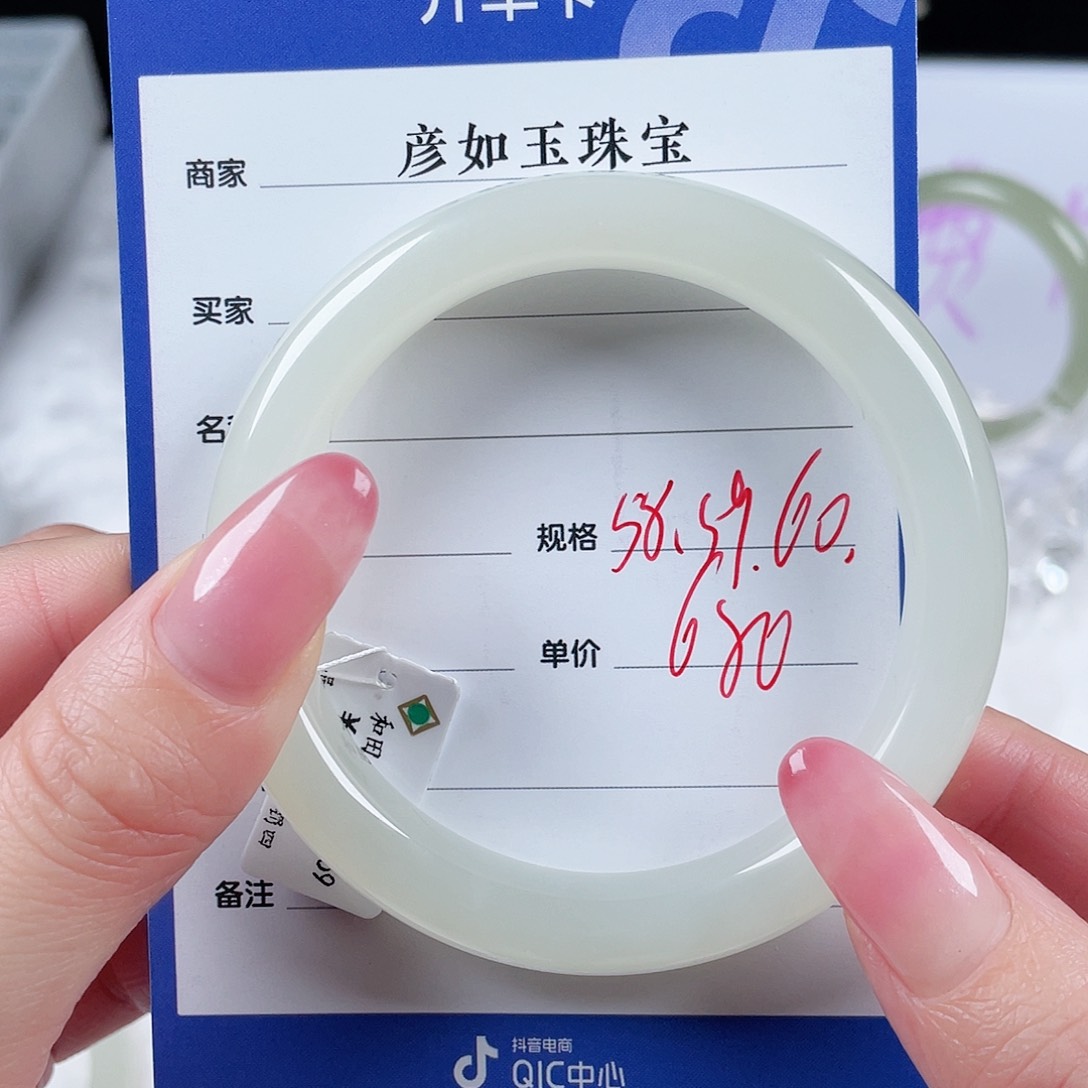 商家 彦如玉珠宝
买家
名
规格 58.59.60.
单价 680
和田
备注
抖音电商
QIC中心